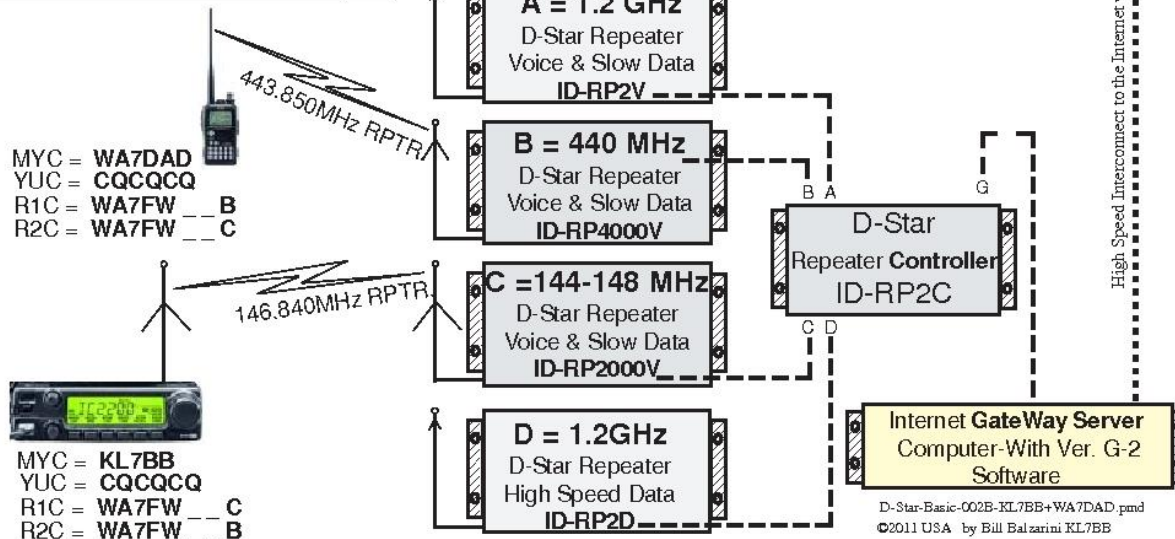 A = 1.2 GHz
D-Star Repeater
Voice & Slow Data
ID-RP2V
443.850MHz RPTR.
MYC = WA7DAD
YUC = CQCQCQ
R1C = WA7FW _ _ B
R2C = WA7FW _ _ C
B = 440 MHz
D-Star Repeater
Voice & Slow Data
ID-RP4000V
146.840MHz RPTR.
C =144-148 MHz
D-Star Repeater
Voice & Slow Data
ID-RP2000V
B A
G
D-Star
Repeater Controller
ID-RP2C
C D
High Speed Interconnect to the Internet
IC2200
MYC = KL7BB
YUC = CQCQCQ
R1C = WA7FW _ _ C
R2C = WA7FW _ _ B
D = 1.2GHz
D-Star Repeater
High Speed Data
ID-RP2D
Internet GateWay Server
Computer-With Ver. G-2
Software
D-Star-Basic-002B-KL7BB+WA7DAD.pmd
©2011 USA by Bill Balzarini KL7BB